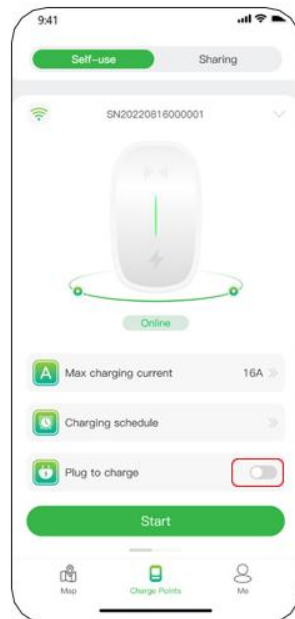 9:41
Self-use Sharing
SN20220816000001
Online
A Max charging current 16A
Charging schedule
Plug to charge
Start
Map Charge Points Me